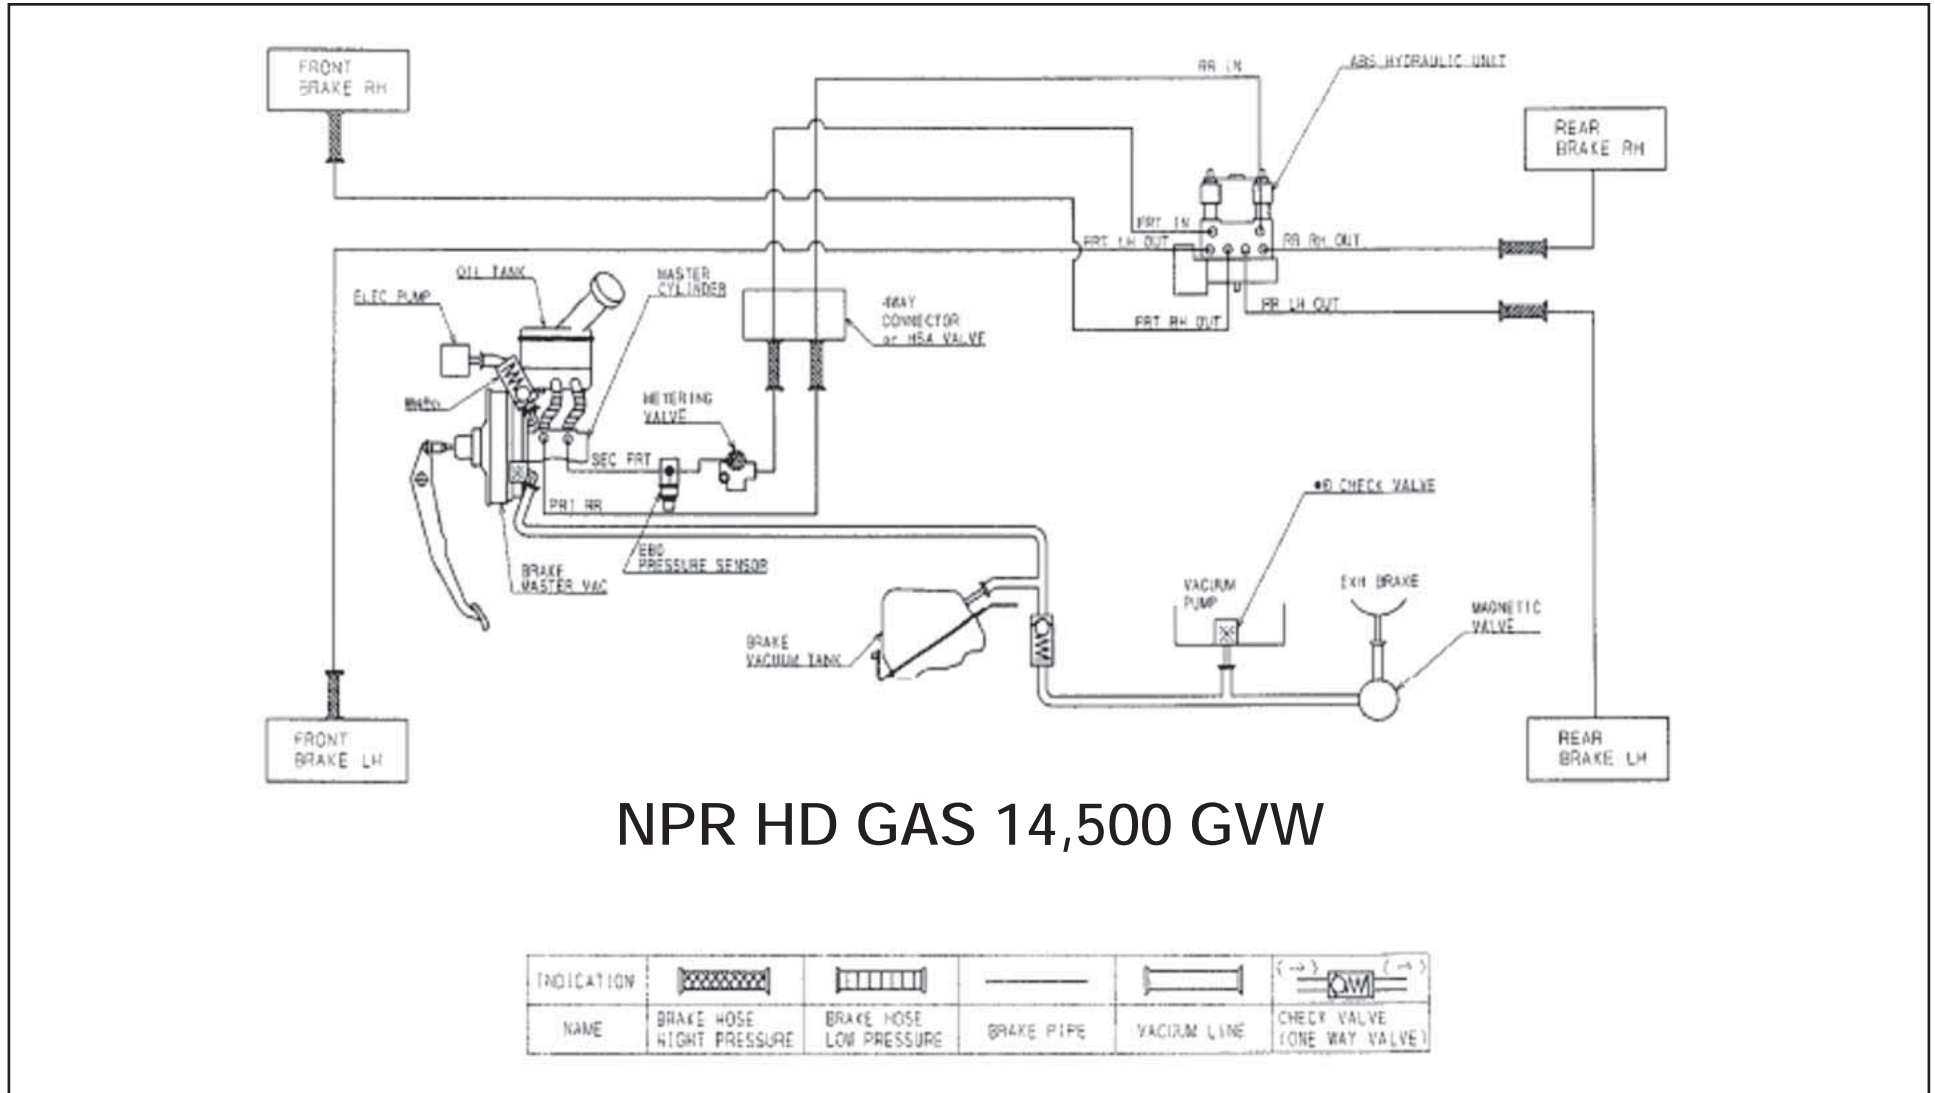 FRONT
BRAKE RH
RR IN
ABS HYDRAULIC UNIT
REAR
BRAKE RH
FRT IN
FRT LH OUT
RR RH OUT
OIL TANK
MASTER
CYLINDER
ELEC PUMP
4WAY
CONNECTOR
or HSA VALVE
RR LH OUT
FRT RH OUT
METERING
VALVE
SEC FRT
PRI RR
CHECK VALVE
EBD
PRESSURE SENSOR
BRAKE
MASTER VAC
VACUUM
PUMP
EXH BRAKE
MAGNETIC
VALVE
BRAKE
VACUUM TANK
FRONT
BRAKE LH
REAR
BRAKE LH
NPR HD GAS 14,500 GVW
INDICATION
(→) (→)
NAME
BRAKE HOSE
HIGHT PRESSURE
BRAKE HOSE
LOW PRESSURE
BRAKE PIPE
VACUUM LINE
CHECK VALVE
(ONE WAY VALVE)